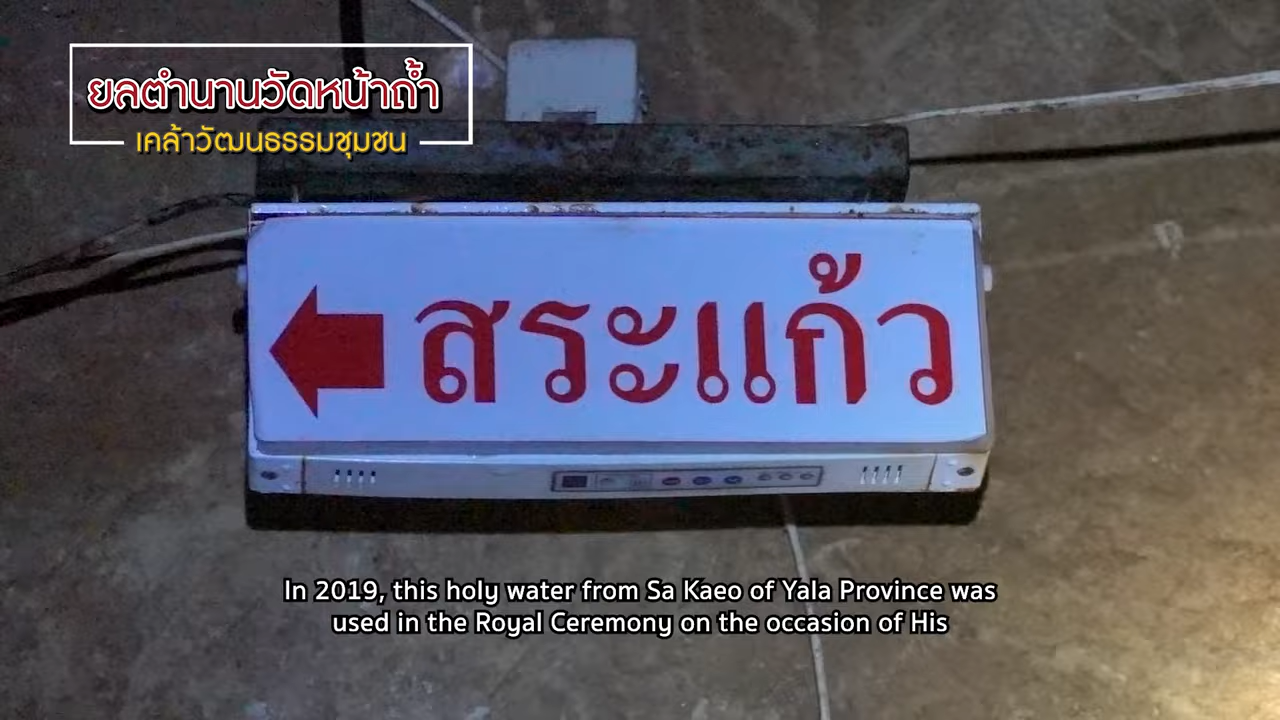 ยลตำนานวัดหน้าถ้ำ
เคล้าวัฒนธรรมชุมชน
สระแก้ว
In 2019, this holy water from Sa Kaeo of Yala Province was
used in the Royal Ceremony on the occasion of His